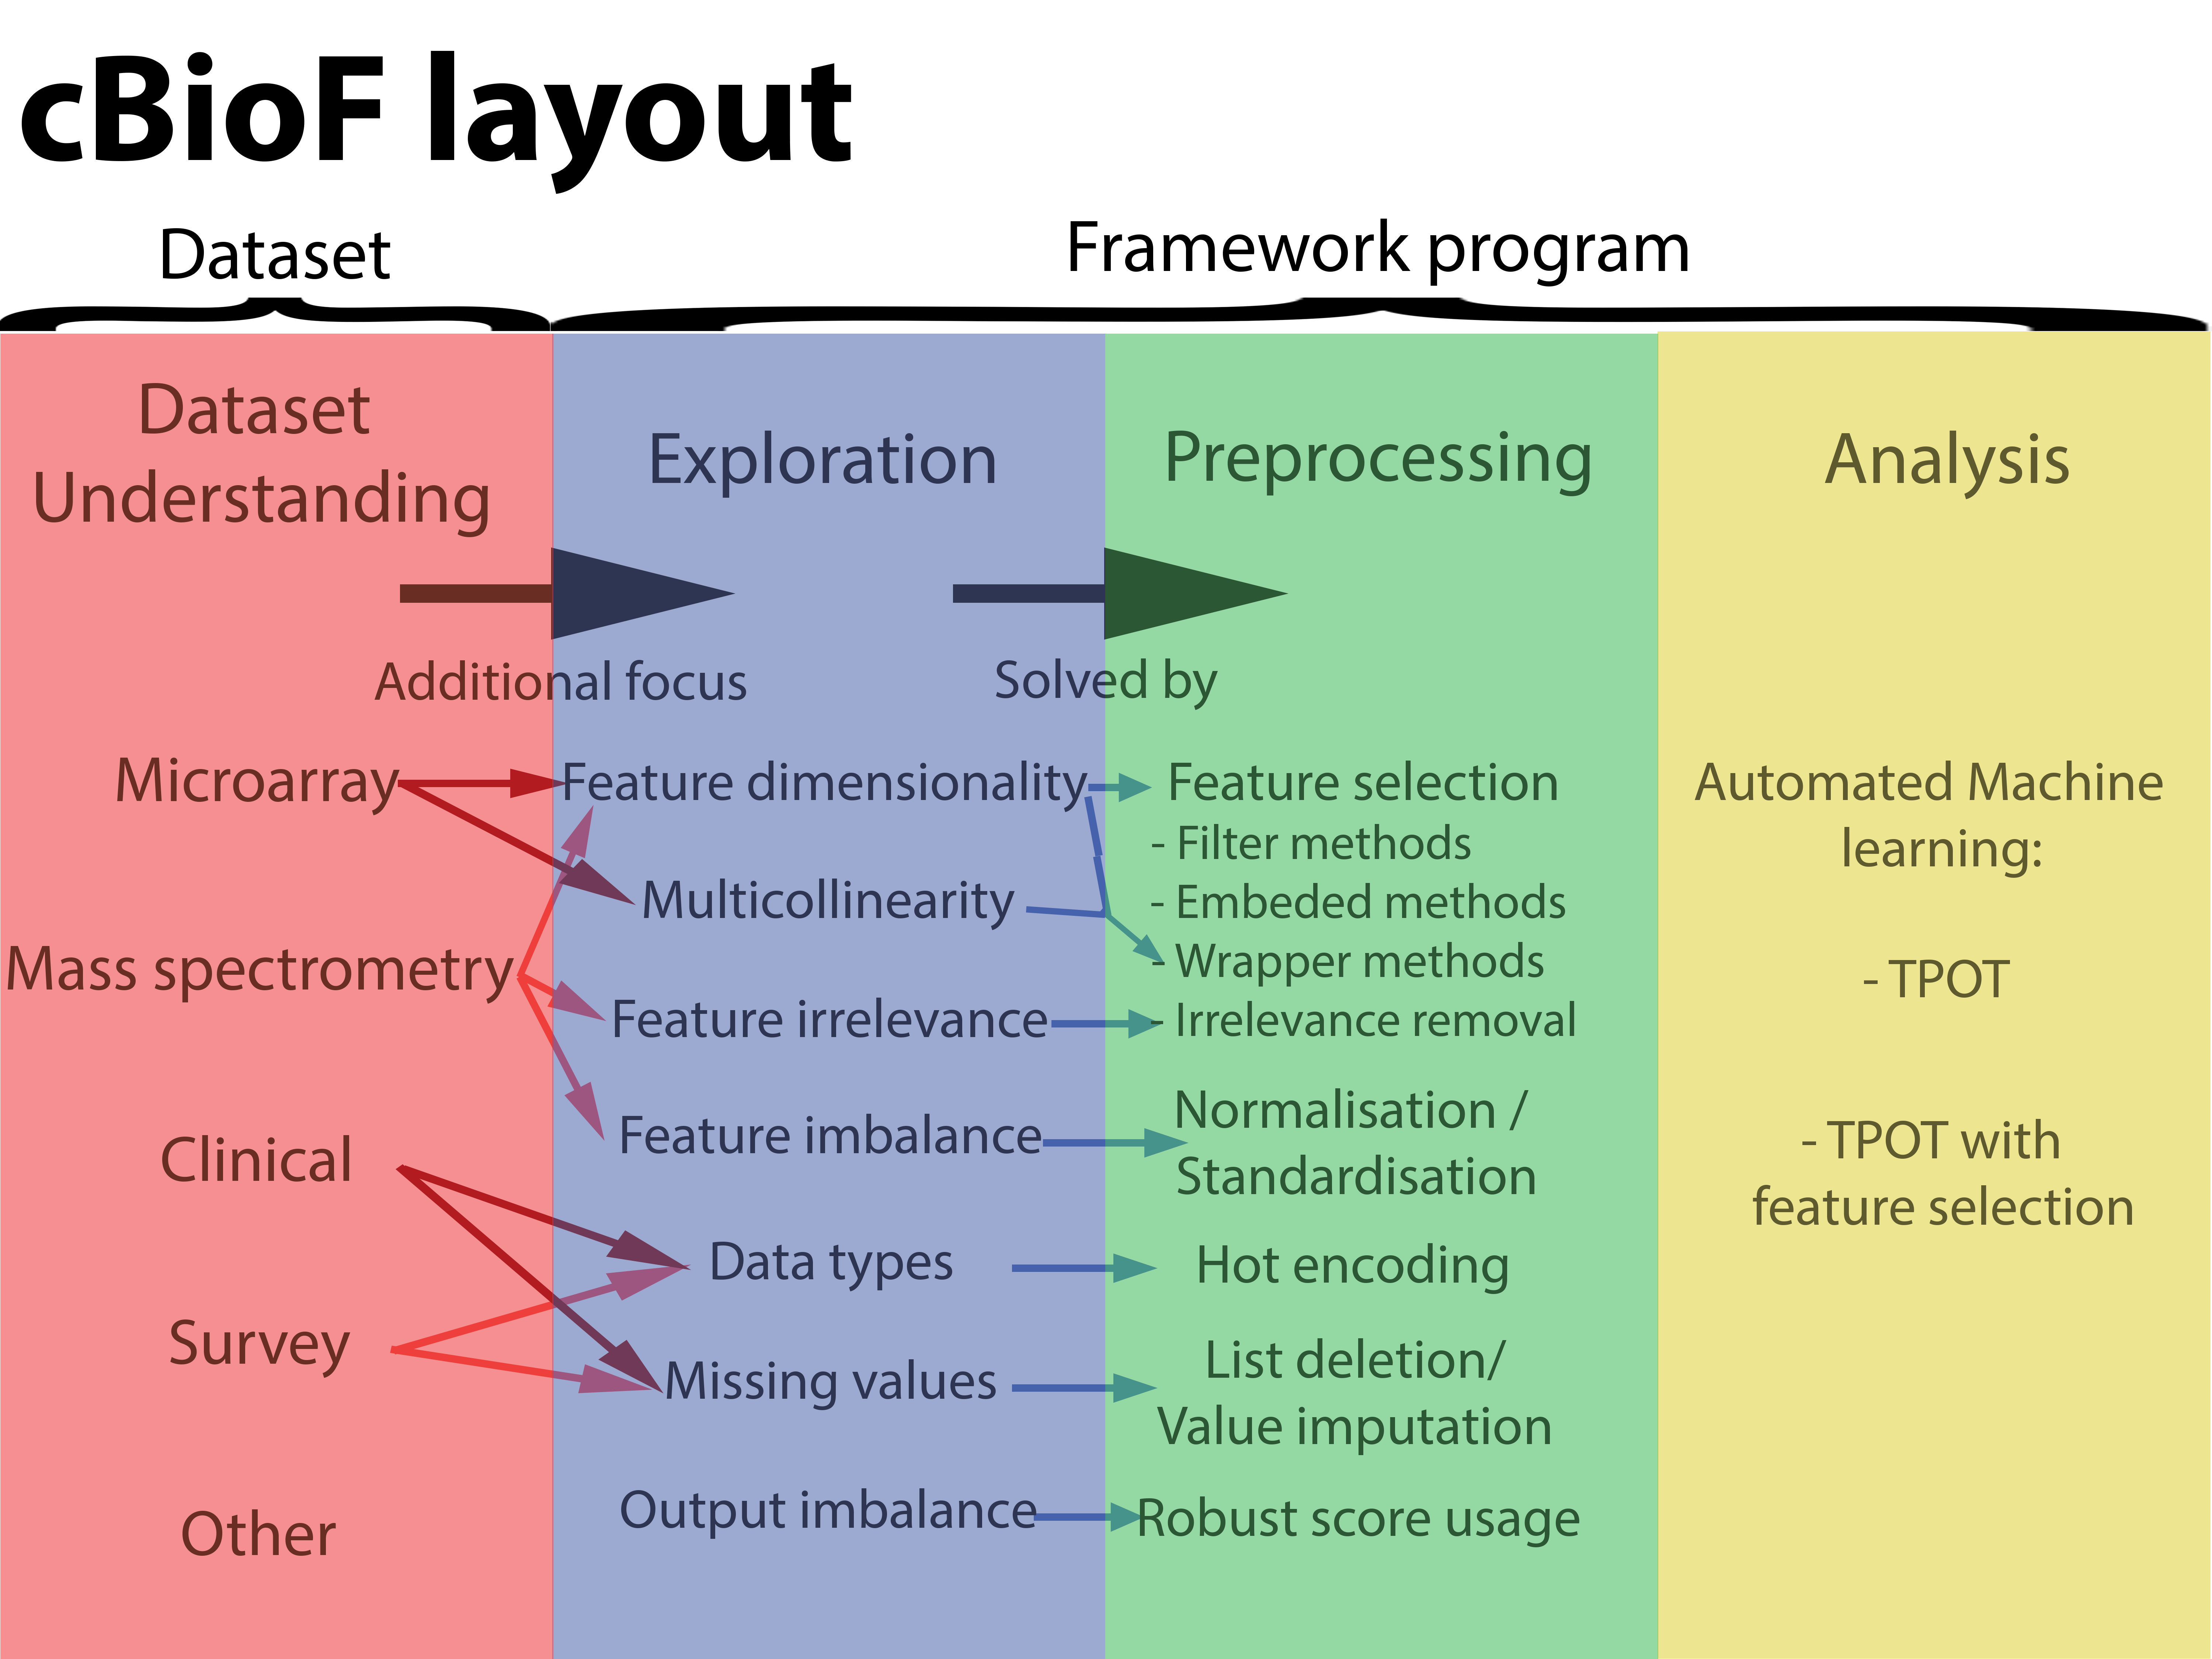 cBioF layout
Dataset
Framework program
Dataset
Understanding
Exploration
Preprocessing
Analysis
Additional focus
Solved by
Microarray
Mass spectrometry
Clinical
Survey
Other
Feature dimensionality
Multicollinearity
Feature irrelevance
Feature imbalance
Data types
Missing values
Output imbalance
Feature selection
- Filter methods
- Embeded methods
- Wrapper methods
- Irrelevance removal
Normalisation /
Standardisation
Hot encoding
List deletion/
Value imputation
Robust score usage
Automated Machine
learning:
- TPOT
- TPOT with
feature selection